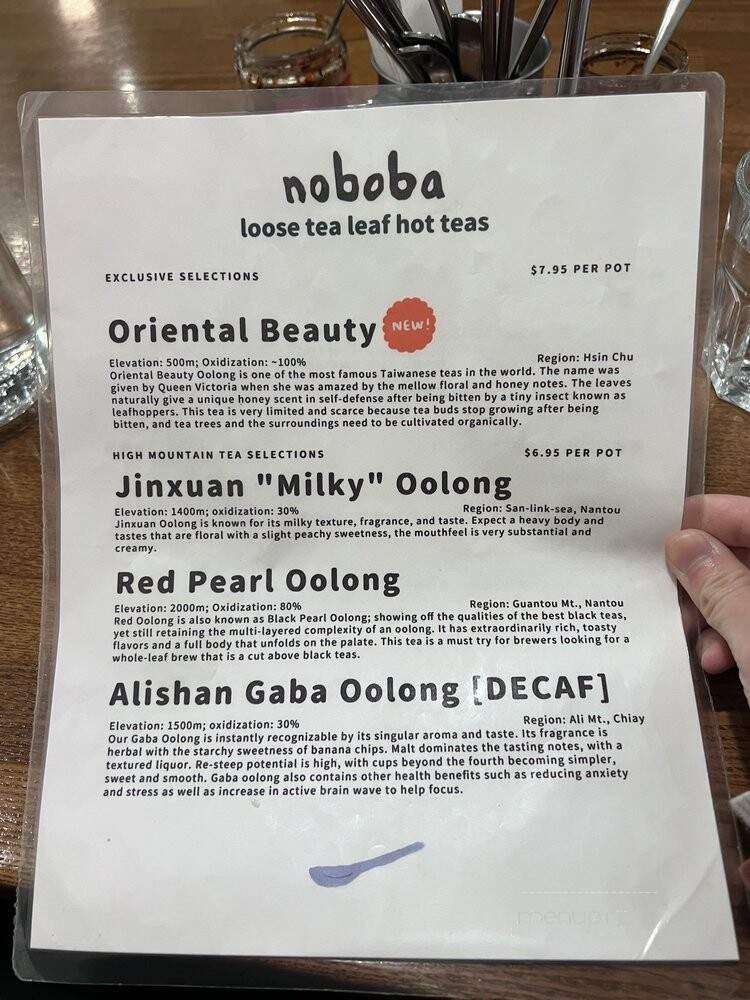 noboba
loose tea leaf hot teas
EXCLUSIVE SELECTIONS $7.95 PER POT
Oriental Beauty NEW!
Elevation: 500m; Oxidization: ~100% Region: Hsin Chu
Oriental Beauty Oolong is one of the most famous Taiwanese teas in the world. The name was
given by Queen Victoria when she was amazed by the mellow floral and honey notes. The leaves
naturally give a unique honey scent in self-defense after being bitten by a tiny insect known as
leafhoppers. This tea is very limited and scarce because tea buds stop growing after being
bitten, and tea trees and the surroundings need to be cultivated organically.
HIGH MOUNTAIN TEA SELECTIONS $6.95 PER POT
Jinxuan "Milky" Oolong
Elevation: 1400m; oxidization: 30% Region: San-link-sea, Nantou
Jinxuan Oolong is known for its milky texture, fragrance, and taste. Expect a heavy body and
tastes that are floral with a slight peachy sweetness, the mouthfeel is very substantial and
creamy.
Red Pearl Oolong
Elevation: 2000m; Oxidization: 80% Region: Guantou Mt., Nantou
Red Oolong is also known as Black Pearl Oolong; showing off the qualities of the best black teas,
yet still retaining the multi-layered complexity of an oolong. It has extraordinarily rich, toasty
flavors and a full body that unfolds on the palate. This tea is a must try for brewers looking for a
whole-leaf brew that is a cut above black teas.
Alishan Gaba Oolong [DECAF]
Elevation: 1500m; oxidization: 30% Region: Ali Mt., Chiay
Our Gaba Oolong is instantly recognizable by its singular aroma and taste. Its fragrance is
herbal with the starchy sweetness of banana chips. Malt dominates the tasting notes, with a
textured liquor. Re-steep potential is high, with cups beyond the fourth becoming simpler,
sweet and smooth. Gaba oolong also contains other health benefits such as reducing anxiety
and stress as well as increase in active brain wave to help focus.